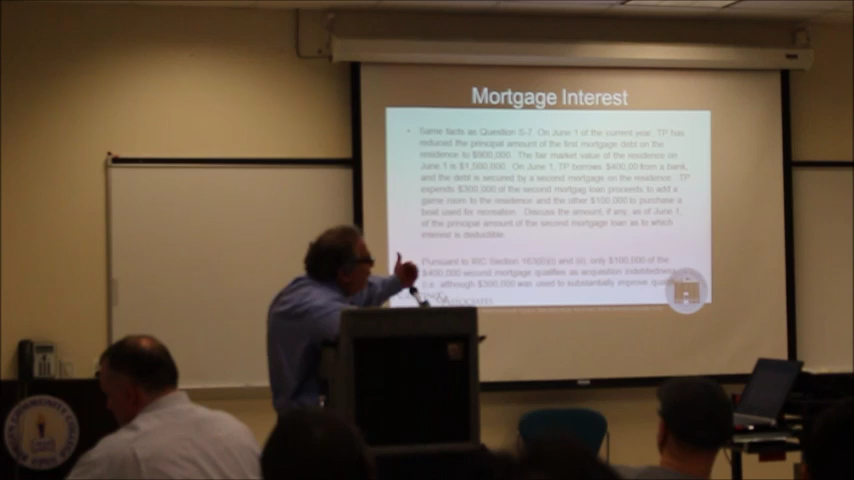 Mortgage Interest
• Same facts as Question 5-7. On June 1 of the current year, TP has
reduced the principal amount of the first mortgage debt on the
residence to $900,000. The fair market value of the residence on
June 1 is $1,500,000. On June 1, TP borrows $400,00 from a bank,
and the debt is secured by a second mortgage on the residence. TP
expends $300,000 of the second mortgag loan proceeds to add a
game room to the residence and the other $100,000 to purchase a
boat used for recreation. Discuss the amount, if any, as of June 1,
of the principal amount of the second mortgage loan as to which
interest is deductible.
Pursuant to IRC Section and (ii), only $100,000 of the
$400,000 second mortgage qualifies as acquisition indebtedness
(i.e. although $300,000 was used to substantially improve
COMMUNITY